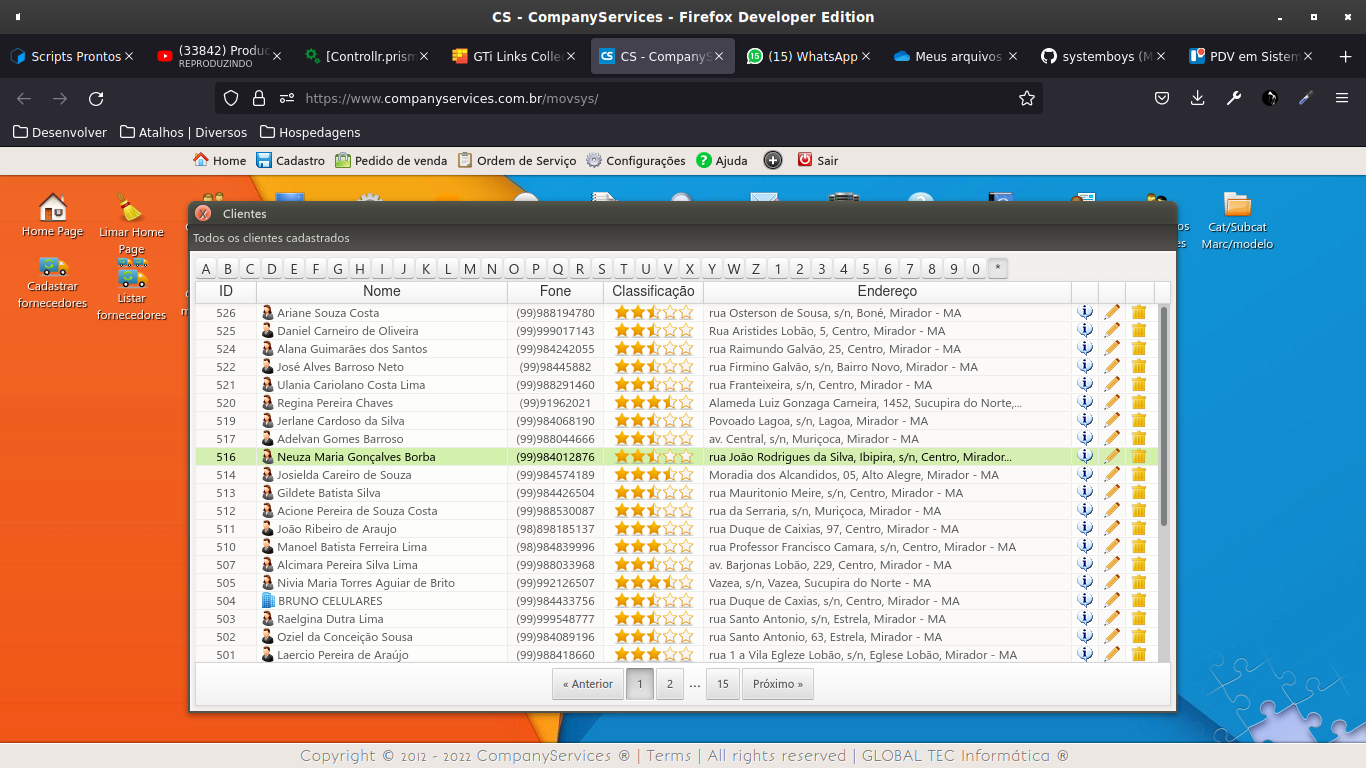 CS - CompanyServices - Firefox Developer Edition
Scripts Prontos
(33842) Produc
REPRODUZINDO
[Controllr.prism
GTi Links Collec
CS - CompanyS
(15) WhatsApp
Meus arquivos
systemboys (M
PDV em Sistem
https://www.companyservices.com.br/movsys/
Desenvolver Atalhos | Diversos Hospedagens
Home Cadastro Pedido de venda Ordem de Serviço Configurações Ajuda Sair
Home Page
Limar Home
Page
Cadastrar
fornecedores
Listar
fornecedores
Cat/Subcat
Marc/modelo
Clientes
Todos os clientes cadastrados
A B C D E F G H I J K L M N O P Q R S T U V X Y W Z 1 2 3 4 5 6 7 8 9 0 *
ID Nome Fone Classificação Endereço
526 Ariane Souza Costa (99)988194780 rua Osterson de Sousa, s/n, Boné, Mirador - MA
525 Daniel Carneiro de Oliveira (99)999017143 Rua Aristides Lobão, 5, Centro, Mirador - MA
524 Alana Guimarães dos Santos (99)984242055 rua Raimundo Galvão, 25, Centro, Mirador - MA
522 José Alves Barroso Neto (99)98445882 rua Firmino Galvão, s/n, Bairro Novo, Mirador - MA
521 Ulania Cariolano Costa Lima (99)988291460 rua Franteixeira, s/n, Centro, Mirador - MA
520 Regina Pereira Chaves (99)91962021 Alameda Luiz Gonzaga Carneira, 1452, Sucupira do Norte,...
519 Jerlane Cardoso da Silva (99)984068190 Povoado Lagoa, s/n, Lagoa, Mirador - MA
517 Adelvan Gomes Barroso (99)988044666 av. Central, s/n, Muriçoca, Mirador - MA
516 Neuza Maria Gonçalves Borba (99)984012876 rua João Rodrigues da Silva, Ibipira, s/n, Centro, Mirador...
514 Josielda Careiro de Souza (99)984574189 Moradia dos Alcandidos, 05, Alto Alegre, Mirador - MA
513 Gildete Batista Silva (99)984426504 rua Mauritonio Meire, s/n, Centro, Mirador - MA
512 Acione Pereira de Souza Costa (99)988530087 rua da Serraria, s/n, Muriçoca, Mirador - MA
511 João Ribeiro de Araujo (98)898185137 rua Duque de Caixias, 97, Centro, Mirador - MA
510 Manoel Batista Ferreira Lima (98)984839996 rua Professor Francisco Camara, s/n, Centro, Mirador - MA
507 Alcimara Pereira Silva Lima (99)988033968 av. Barjonas Lobão, 229, Centro, Mirador - MA
505 Nivia Maria Torres Aguiar de Brito (99)992126507 Vazea, s/n, Vazea, Sucupira do Norte - MA
504 BRUNO CELULARES (99)984433756 rua Duque de Caxias, s/n, Centro, Mirador - MA
503 Raelgina Dutra Lima (99)999548777 rua Santo Antonio, s/n, Estrela, Mirador - MA
502 Oziel da Conceição Sousa (99)984089196 rua Santo Antonio, 63, Estrela, Mirador - MA
501 Laercio Pereira de Araújo (99)988418660 rua 1 a Vila Egleze Lobão, s/n, Eglese Lobão, Mirador - MA
« Anterior 1 2 ... 15 Próximo »
Copyright © 2012 - 2022 CompanyServices ® | Terms | All rights reserved | GLOBAL TEC Informática ®